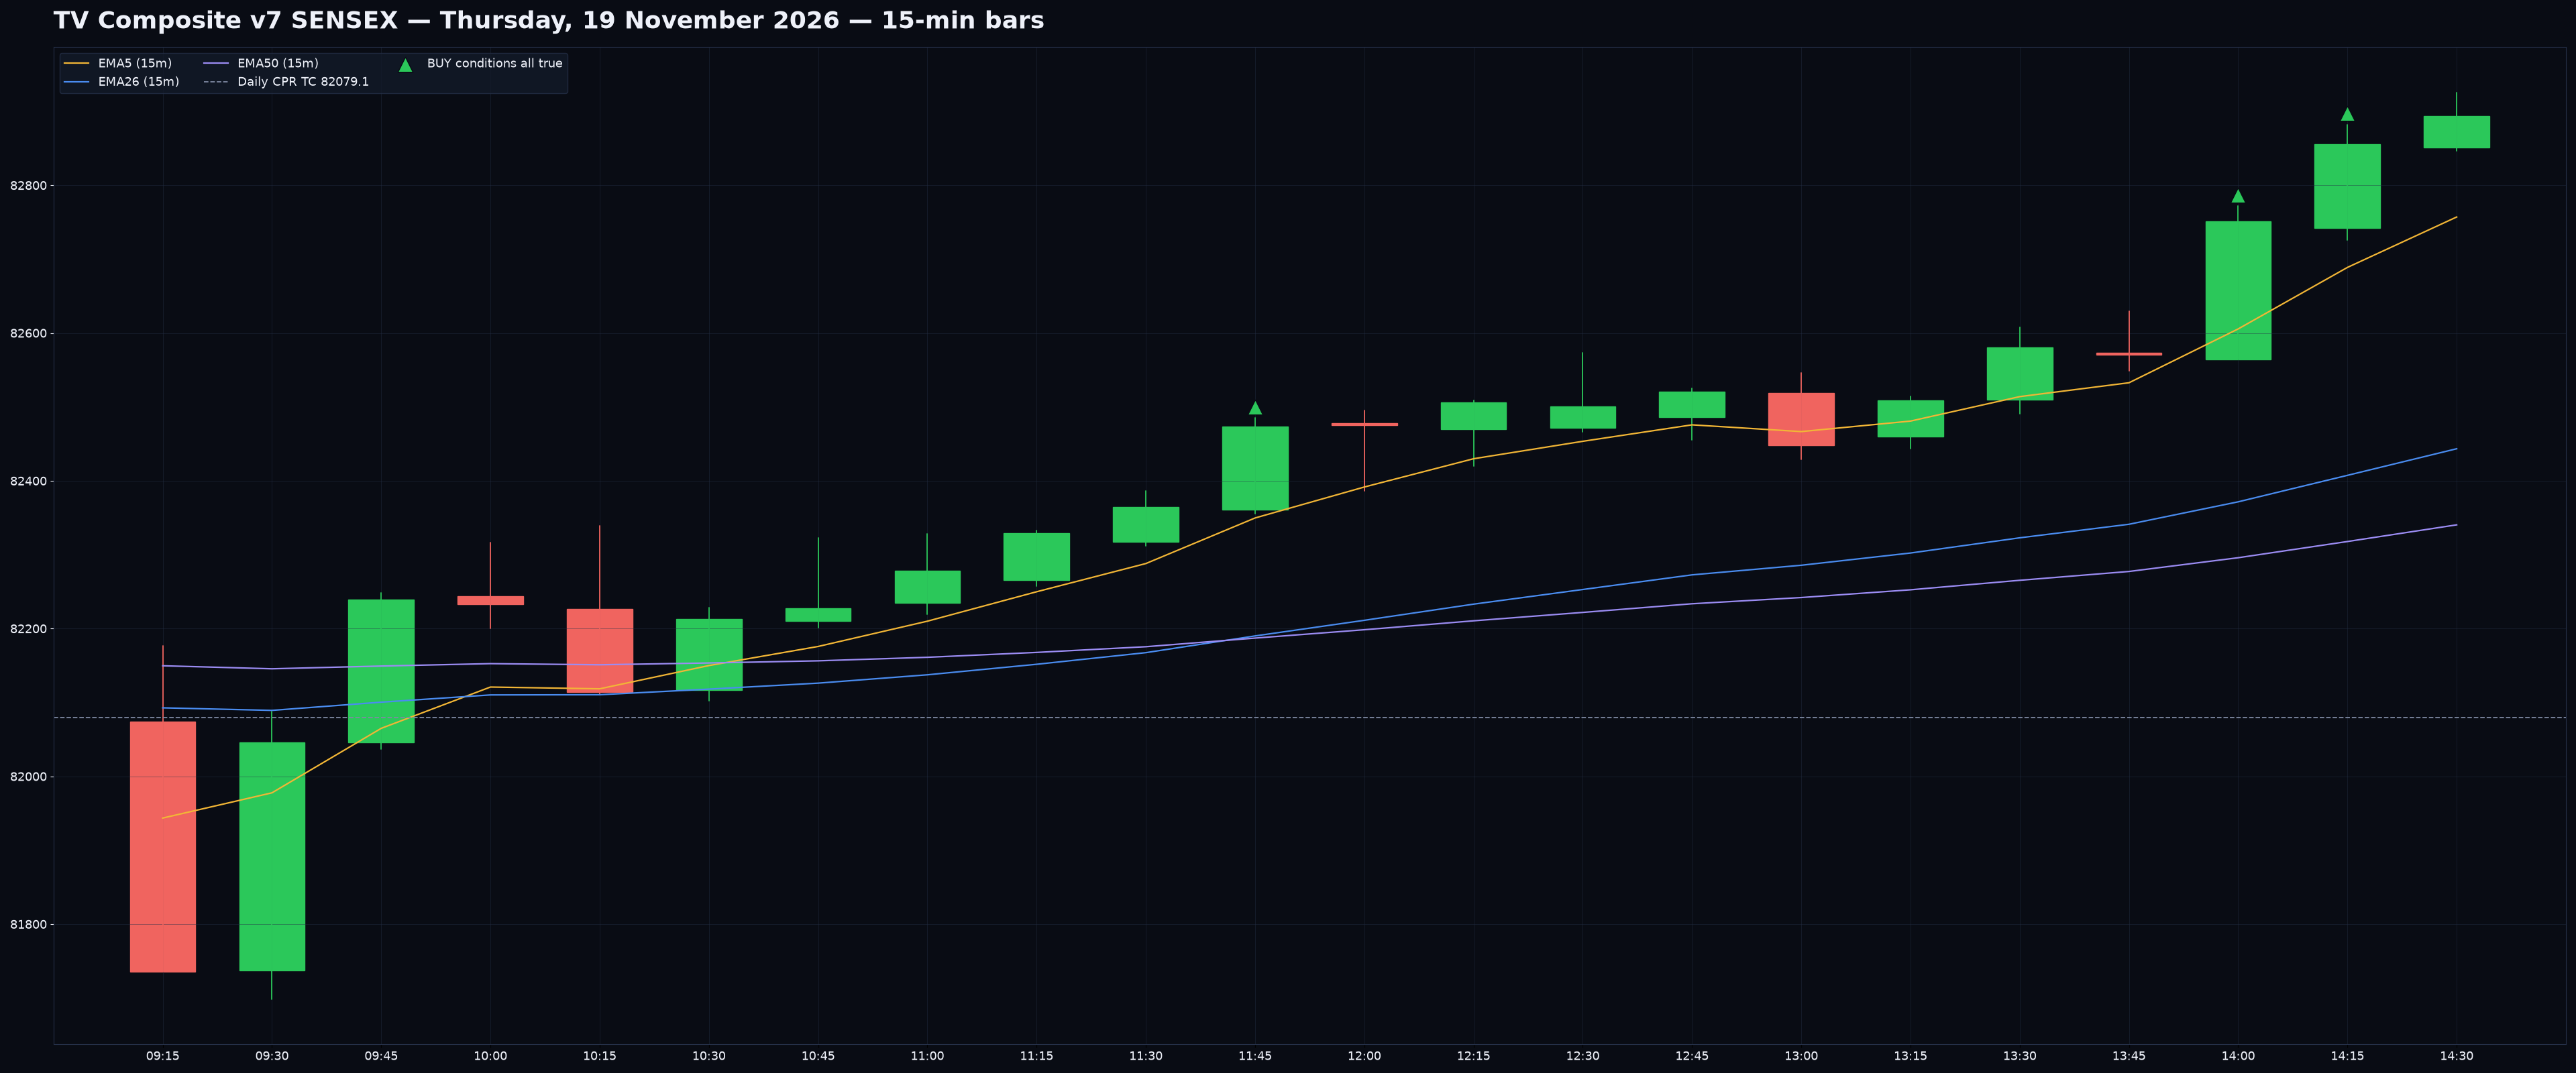 TV Composite v7 SENSEX — Thursday, 19 November 2026 — 15-min bars
EMA5 (15m) EMA50 (15m) BUY conditions all true
EMA26 (15m) Daily CPR TC 82079.1
82800
82600
82400
82200
82000
81800
09:15 09:30 09:45 10:00 10:15 10:30 10:45 11:00 11:15 11:30 11:45 12:00 12:15 12:30 12:45 13:00 13:15 13:30 13:45 14:00 14:15 14:30